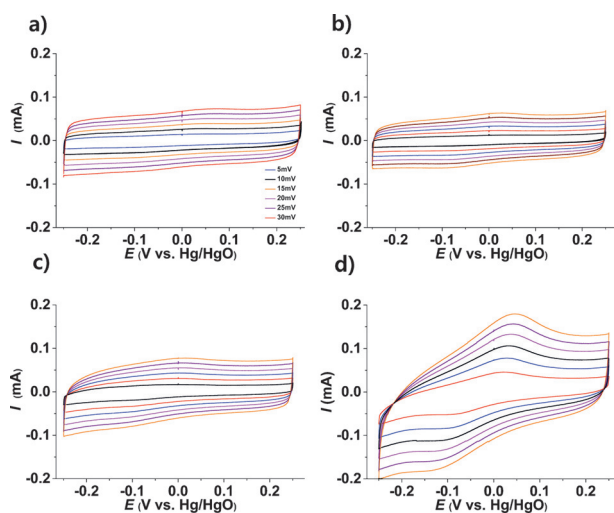 a)
b)
0.2
0.1
0.0
-0.1
-0.2
I (mA)
5mV
10mV
15mV
20mV
25mV
30mV
-0.2 -0.1 0.0 0.1 0.2
E (V vs. Hg/HgO)
0.2
0.1
0.0
-0.1
-0.2
I (mA)
-0.2 -0.1 0.0 0.1 0.2
E (V vs. Hg/HgO)
c)
d)
0.2
0.1
0.0
-0.1
-0.2
I (mA)
-0.2 -0.1 0.0 0.1 0.2
E (V vs. Hg/HgO)
0.2
0.1
0.0
-0.1
-0.2
I (mA)
-0.2 -0.1 0.0 0.1 0.2
E (V vs. Hg/HgO)